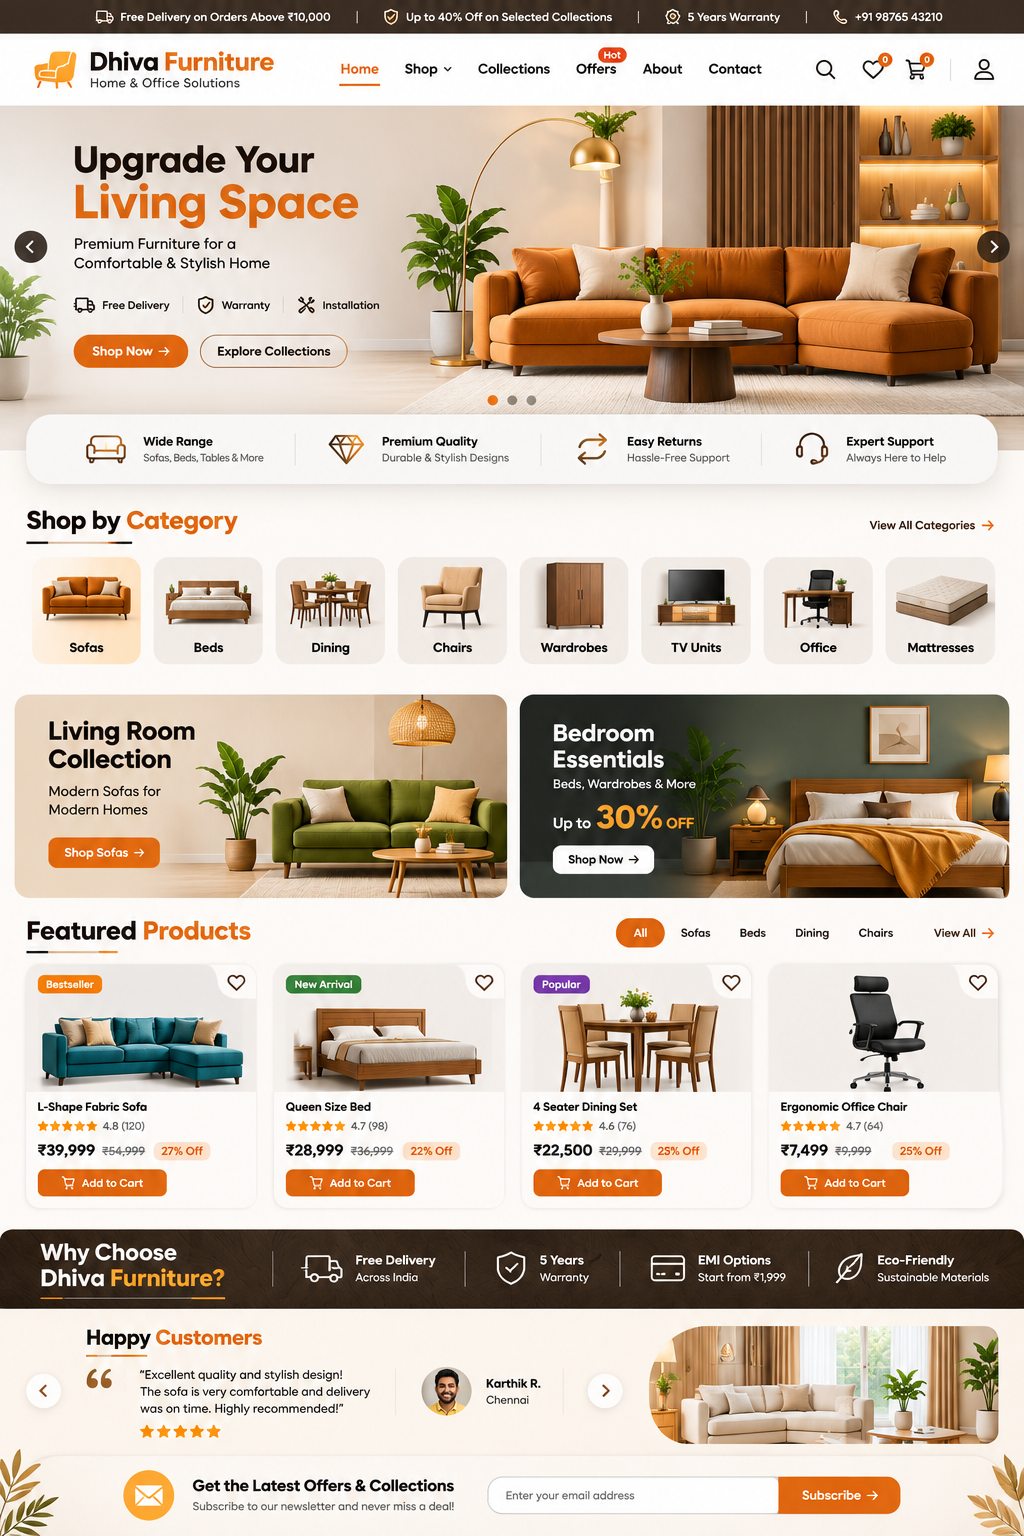 Free Delivery on Orders Above ₹10,000
Up to 40% Off on Selected Collections
5 Years Warranty
+91 98765 43210
Dhiva Furniture
Home & Office Solutions
Home
Shop
Collections
Offers
Hot
About
Contact
0
0
Upgrade Your
Living Space
Premium Furniture for a
Comfortable & Stylish Home
Free Delivery
Warranty
Installation
Shop Now →
Explore Collections
Wide Range
Sofas, Beds, Tables & More
Premium Quality
Durable & Stylish Designs
Easy Returns
Hassle-Free Support
Expert Support
Always Here to Help
Shop by Category
View All Categories →
Sofas
Beds
Dining
Chairs
Wardrobes
TV Units
Office
Mattresses
Living Room
Collection
Modern Sofas for
Modern Homes
Shop Sofas →
Bedroom
Essentials
Beds, Wardrobes & More
Up to 30% OFF
Shop Now →
Featured Products
All
Sofas
Beds
Dining
Chairs
View All →
Bestseller
L-Shape Fabric Sofa
4.8 (120)
₹39,999 ₹54,999 27% Off
Add to Cart
New Arrival
Queen Size Bed
4.7 (98)
₹28,999 ₹36,999 22% Off
Add to Cart
Popular
4 Seater Dining Set
4.6 (76)
₹22,500 ₹29,999 25% Off
Add to Cart
Ergonomic Office Chair
4.7 (64)
₹7,499 ₹9,999 25% Off
Add to Cart
Why Choose
Dhiva Furniture?
Free Delivery
Across India
5 Years
Warranty
EMI Options
Start from ₹1,999
Eco-Friendly
Sustainable Materials
Happy Customers
"Excellent quality and stylish design!
The sofa is very comfortable and delivery
was on time. Highly recommended!"
Karthik R.
Chennai
Get the Latest Offers & Collections
Subscribe to our newsletter and never miss a deal!
Enter your email address
Subscribe →